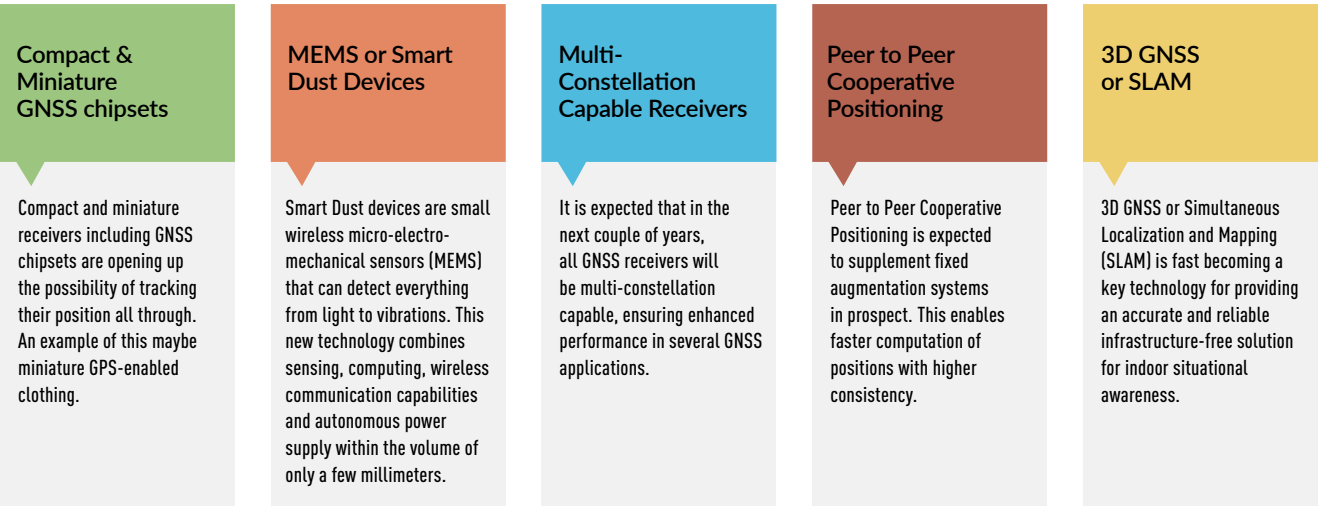 Compact &
Miniature
GNSS chipsets
Compact and miniature
receivers including GNSS
chipsets are opening up
the possibility of tracking
their position all through.
An example of this maybe
miniature GPS-enabled
clothing.
MEMS or Smart
Dust Devices
Smart Dust devices are small
wireless micro-electro-
mechanical sensors (MEMS)
that can detect everything
from light to vibrations. This
new technology combines
sensing, computing, wireless
communication capabilities
and autonomous power
supply within the volume of
only a few millimeters.
Multi-
Constellation
Capable Receivers
It is expected that in the
next couple of years,
all GNSS receivers will
be multi-constellation
capable, ensuring enhanced
performance in several GNSS
applications.
Peer to Peer
Cooperative
Positioning
Peer to Peer Cooperative
Positioning is expected
to supplement fixed
augmentation systems
in prospect. This enables
faster computation of
positions with higher
consistency.
3D GNSS
or SLAM
3D GNSS or Simultaneous
Localization and Mapping
(SLAM) is fast becoming a
key technology for providing
an accurate and reliable
infrastructure-free solution
for indoor situational
awareness.